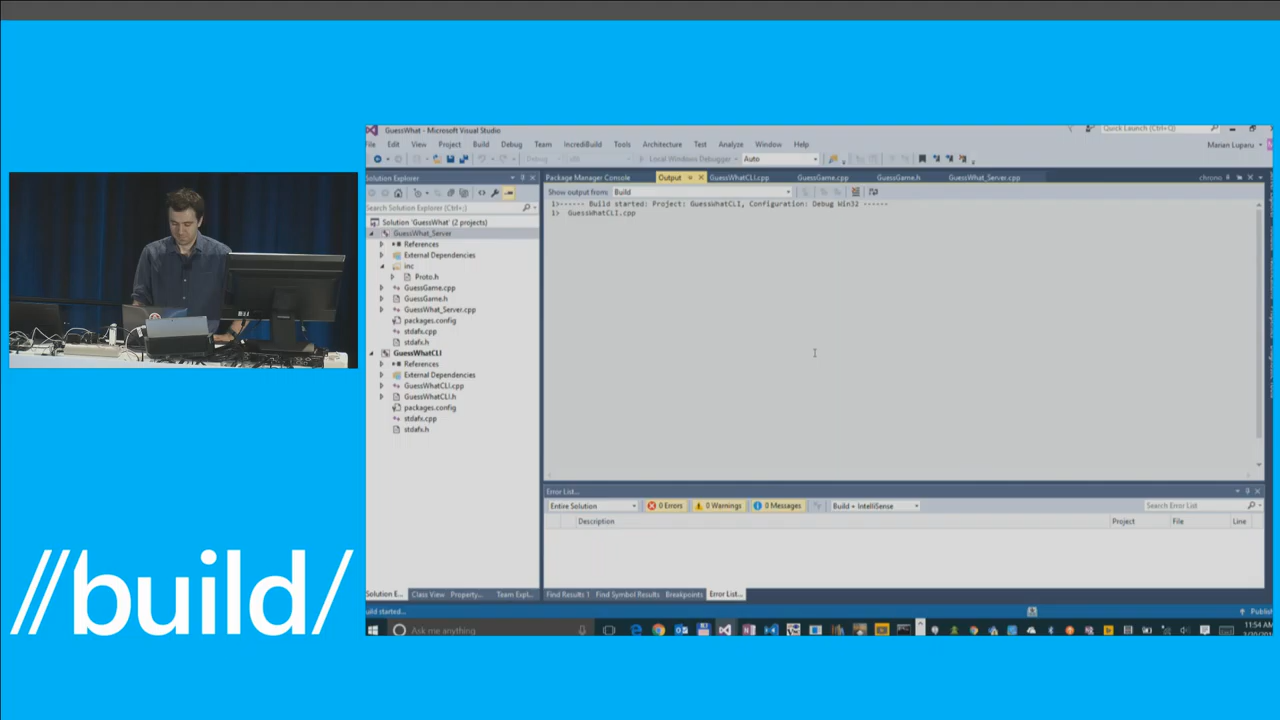 GuessWhat - Microsoft Visual Studio
Quick Launch (Ctrl+Q)
File Edit View Project Build Debug Team IncrediBuild Tools Architecture Test Analyze Window Help
Marian Luparu
Debug
Local Windows Debugger Auto
Solution Explorer
Package Manager Console Output GuessWhatCLI.cpp GuessGame.cpp GuessGame.h GuessWhat_Server.cpp
chrono
Show output from: Build
1>------ Build started: Project: GuessWhatCLI, Configuration: Debug Win32 ------
1> GuessWhatCLI.cpp
Search Solution Explorer (Ctrl+;)
Solution 'GuessWhat' (2 projects)
GuessWhat_Server
References
External Dependencies
inc
Proto.h
GuessGame.cpp
GuessGame.h
GuessWhat_Server.cpp
packages.config
stdafx.cpp
stdafx.h
GuessWhatCLI
References
External Dependencies
GuessWhatCLI.cpp
GuessWhatCLI.h
packages.config
stdafx.cpp
stdafx.h
Error List...
Entire Solution 0 Errors 0 Warnings 0 Messages Build + IntelliSense
Search Error List
Description Project File Line
Solution E... Class View Property... Team Expl...
Find Results 1 Find Symbol Results Breakpoints Error List...
uild started...
Publish
Ask me anything
11:54 AM
//build/